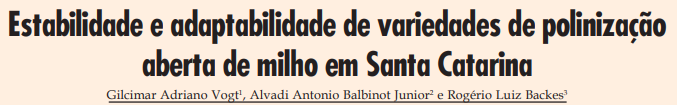 Estabilidade e adaptabilidade de variedades de polinização
aberta de milho em Santa Catarina
Gilcimar Adriano Vogt¹, Alvadi Antonio Balbinot Junior² e Rogério Luiz Backes³